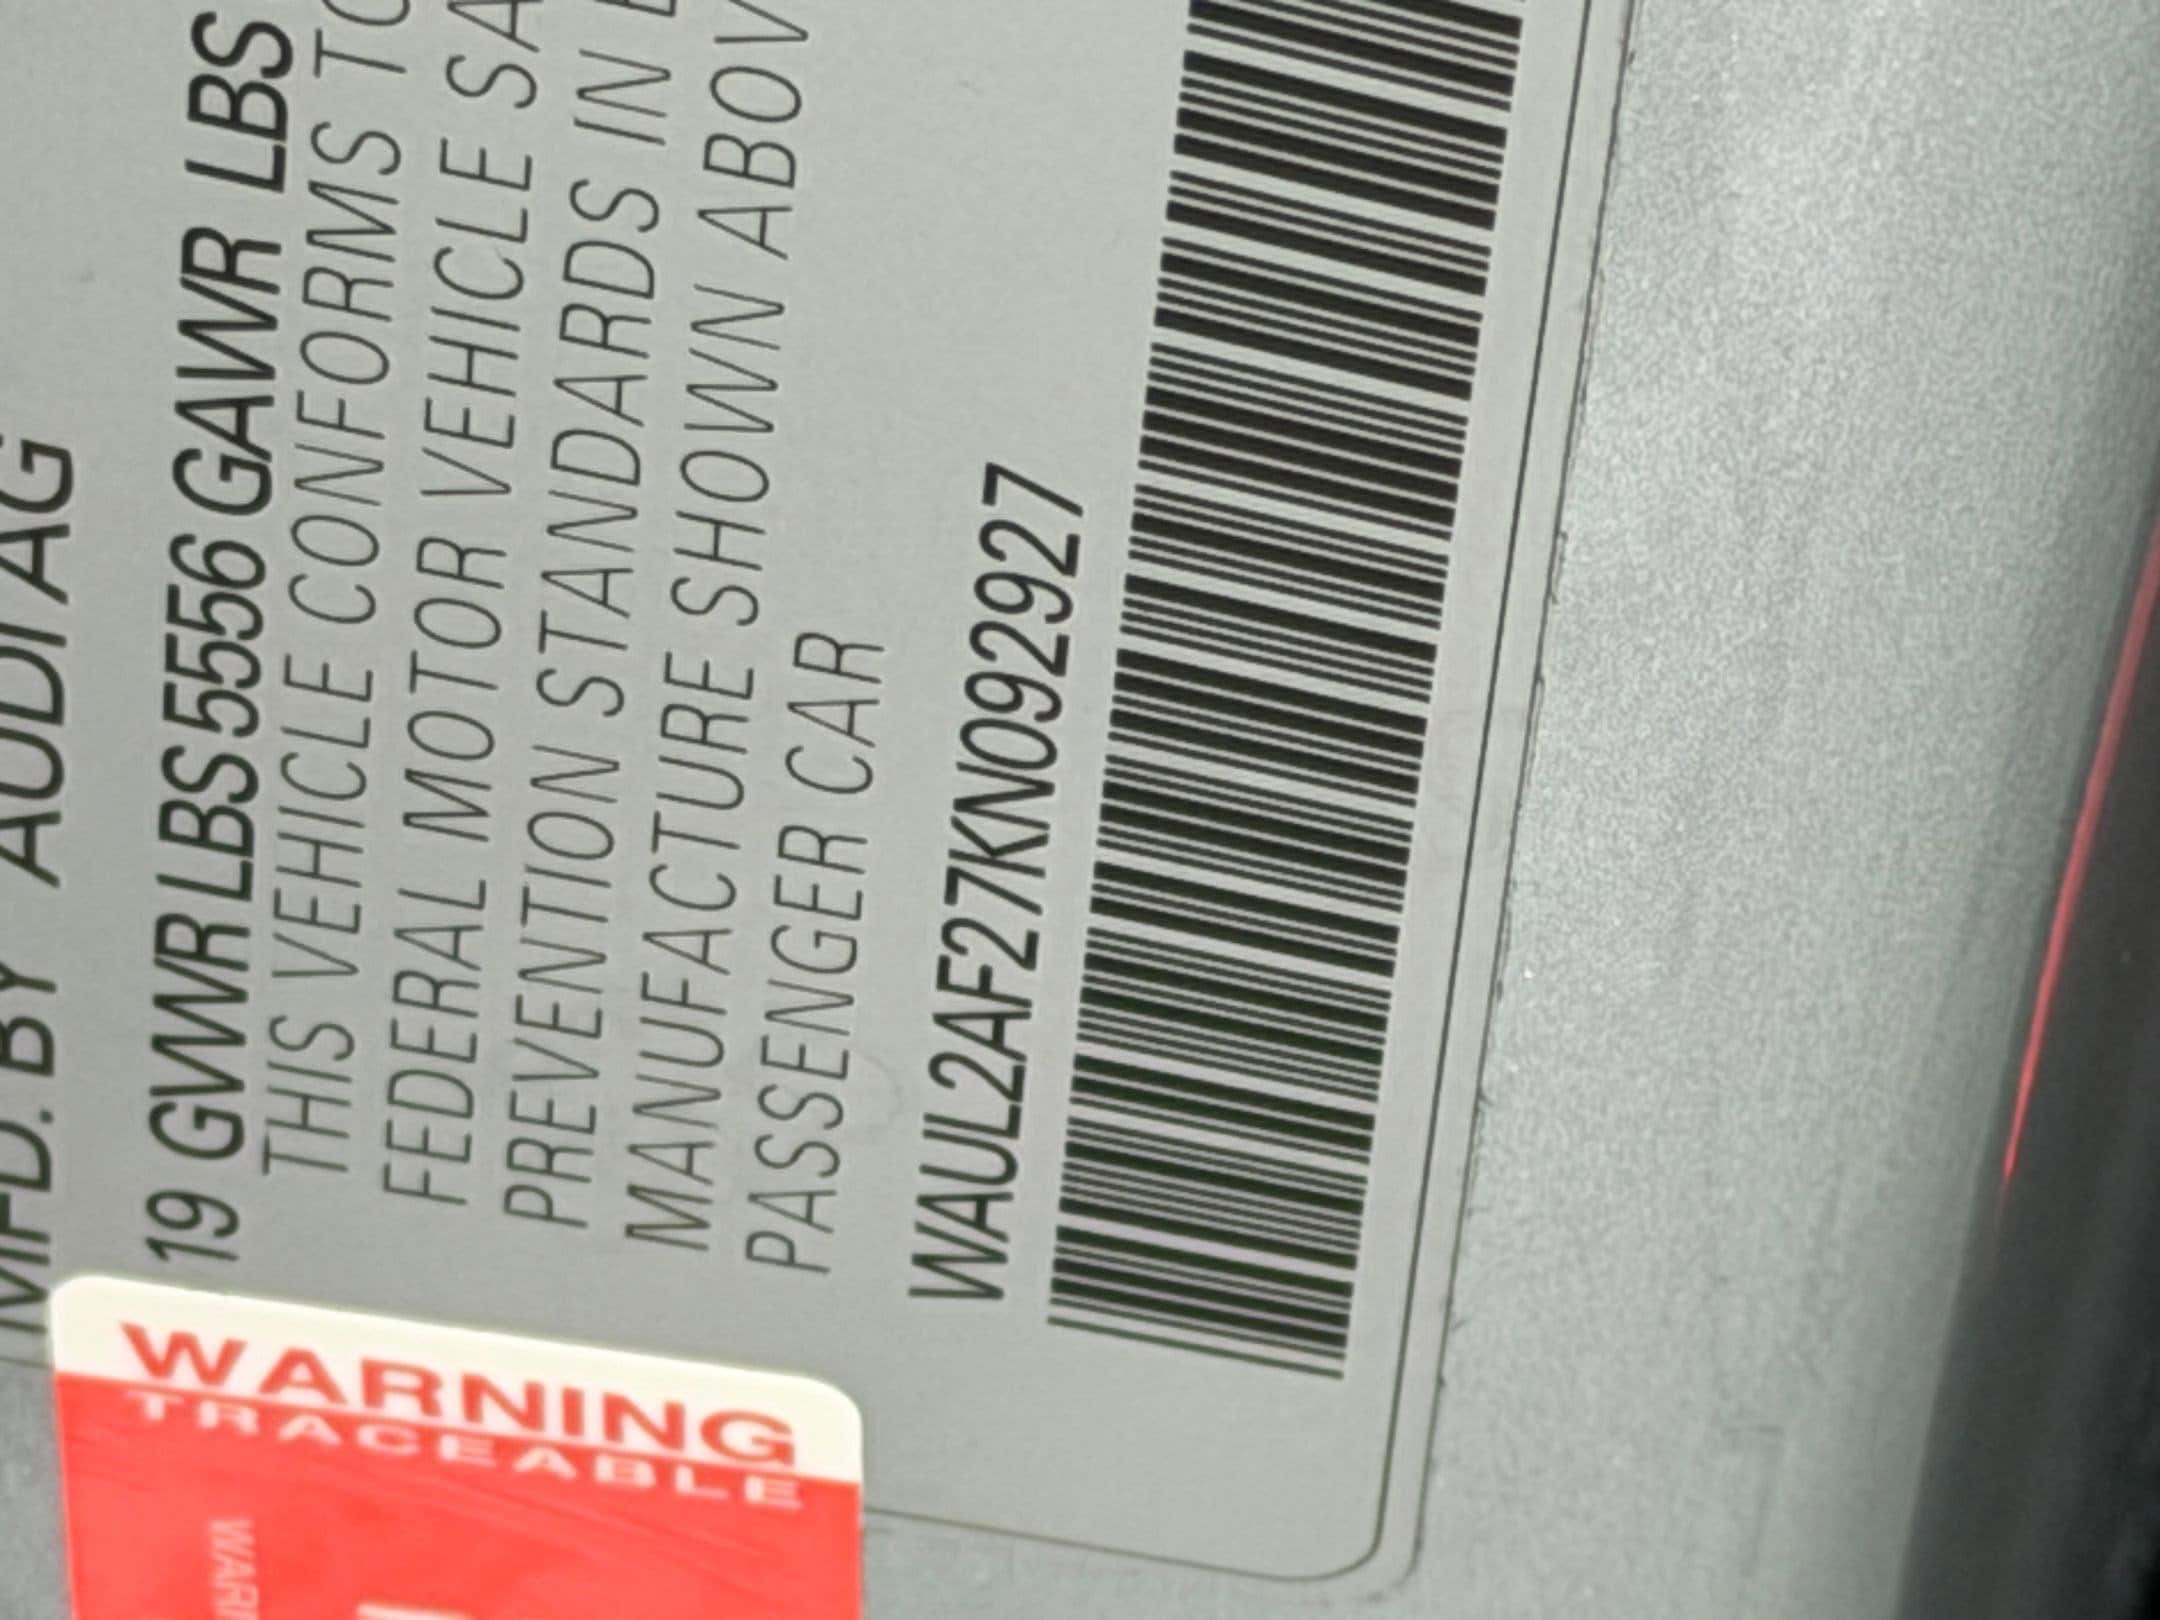 MFD. BY AUDI AG
19 GWWR LBS 5556 GAWR LBS
THIS VEHICLE CONFORMS TO
FEDERAL MOTOR VEHICLE SA
PREVENTION STANDARDS IN E
MANUFACTURE SHOWN ABOV
PASSENGER CAR
WAUL2AF27KN092927
WARNING
TRACEABLE